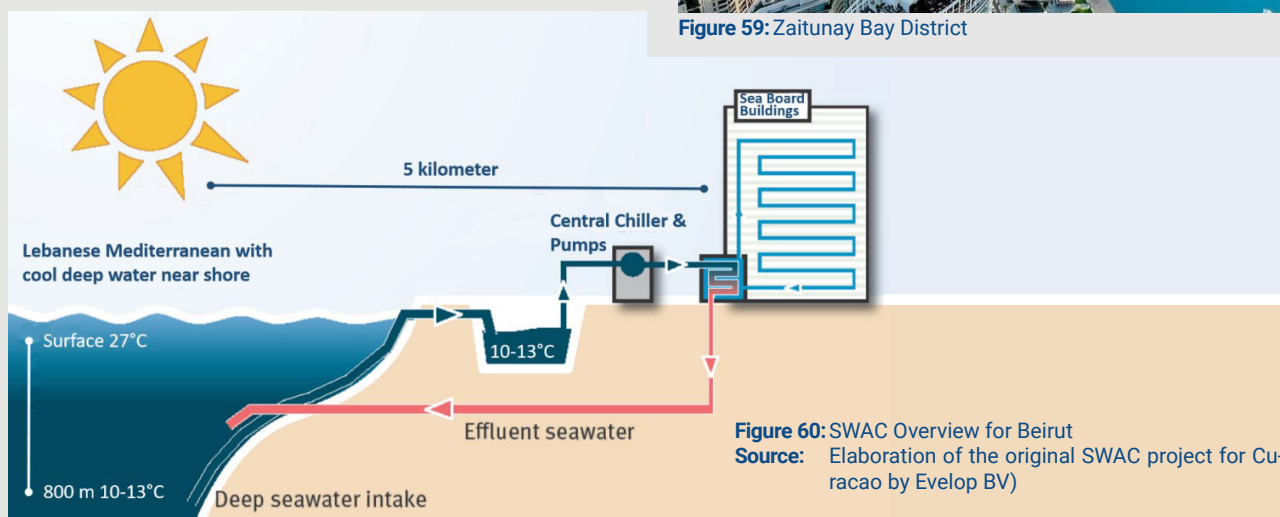 Figure 59: Zaitunay Bay District
Sea Board
Buildings
5 kilometer
Central Chiller &
Pumps
Lebanese Mediterranean with
cool deep water near shore
Surface 27°C
10-13°C
Effluent seawater
800 m 10-13°C
Deep seawater intake
Figure 60: SWAC Overview for Beirut
Source: Elaboration of the original SWAC project for Cu-
racao by Evelop BV)